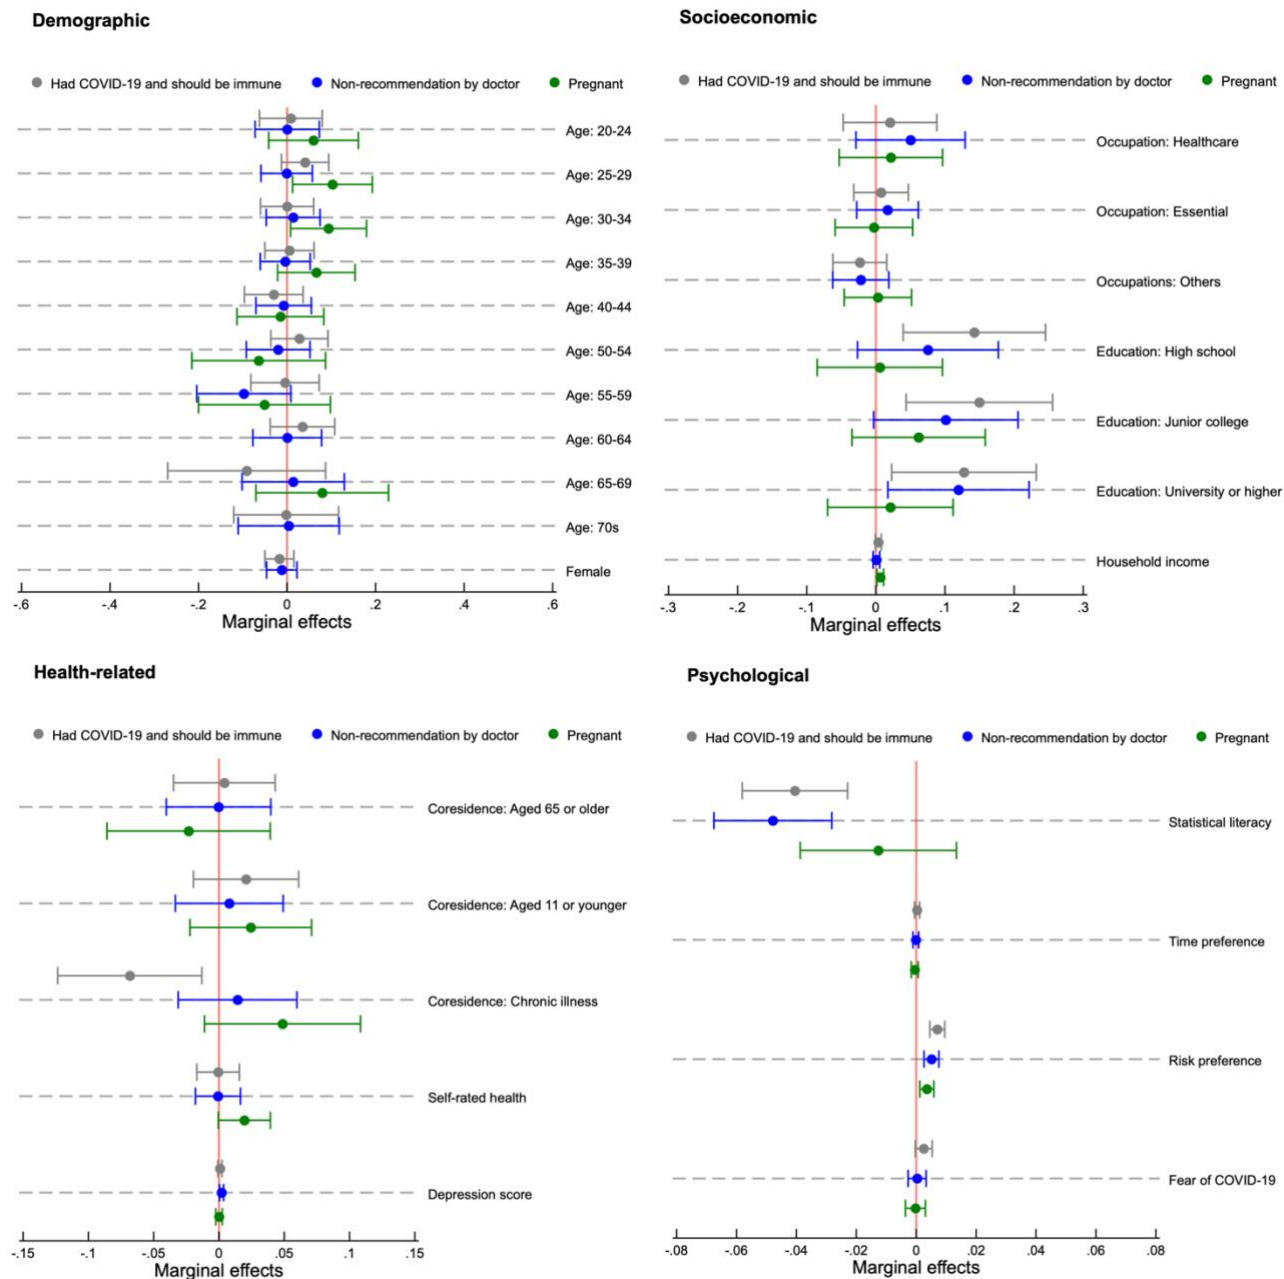 Demographic
Had COVID-19 and should be immune Non-recommendation by doctor Pregnant
Age: 20-24
Age: 25-29
Age: 30-34
Age: 35-39
Age: 40-44
Age: 50-54
Age: 55-59
Age: 60-64
Age: 65-69
Age: 70s
Female
-.6 -.4 -.2 0 .2 .4 .6
Marginal effects
Socioeconomic
Had COVID-19 and should be immune Non-recommendation by doctor Pregnant
Occupation: Healthcare
Occupation: Essential
Occupations: Others
Education: High school
Education: Junior college
Education: University or higher
Household income
-.3 -.2 -.1 0 .1 .2 .3
Marginal effects
Health-related
Had COVID-19 and should be immune Non-recommendation by doctor Pregnant
Coresidence: Aged 65 or older
Coresidence: Aged 11 or younger
Coresidence: Chronic illness
Self-rated health
Depression score
-.15 -.1 -.05 0 .05 .1 .15
Marginal effects
Psychological
Had COVID-19 and should be immune Non-recommendation by doctor Pregnant
Statistical literacy
Time preference
Risk preference
Fear of COVID-19
-.08 -.06 -.04 -.02 0 .02 .04 .06 .08
Marginal effects